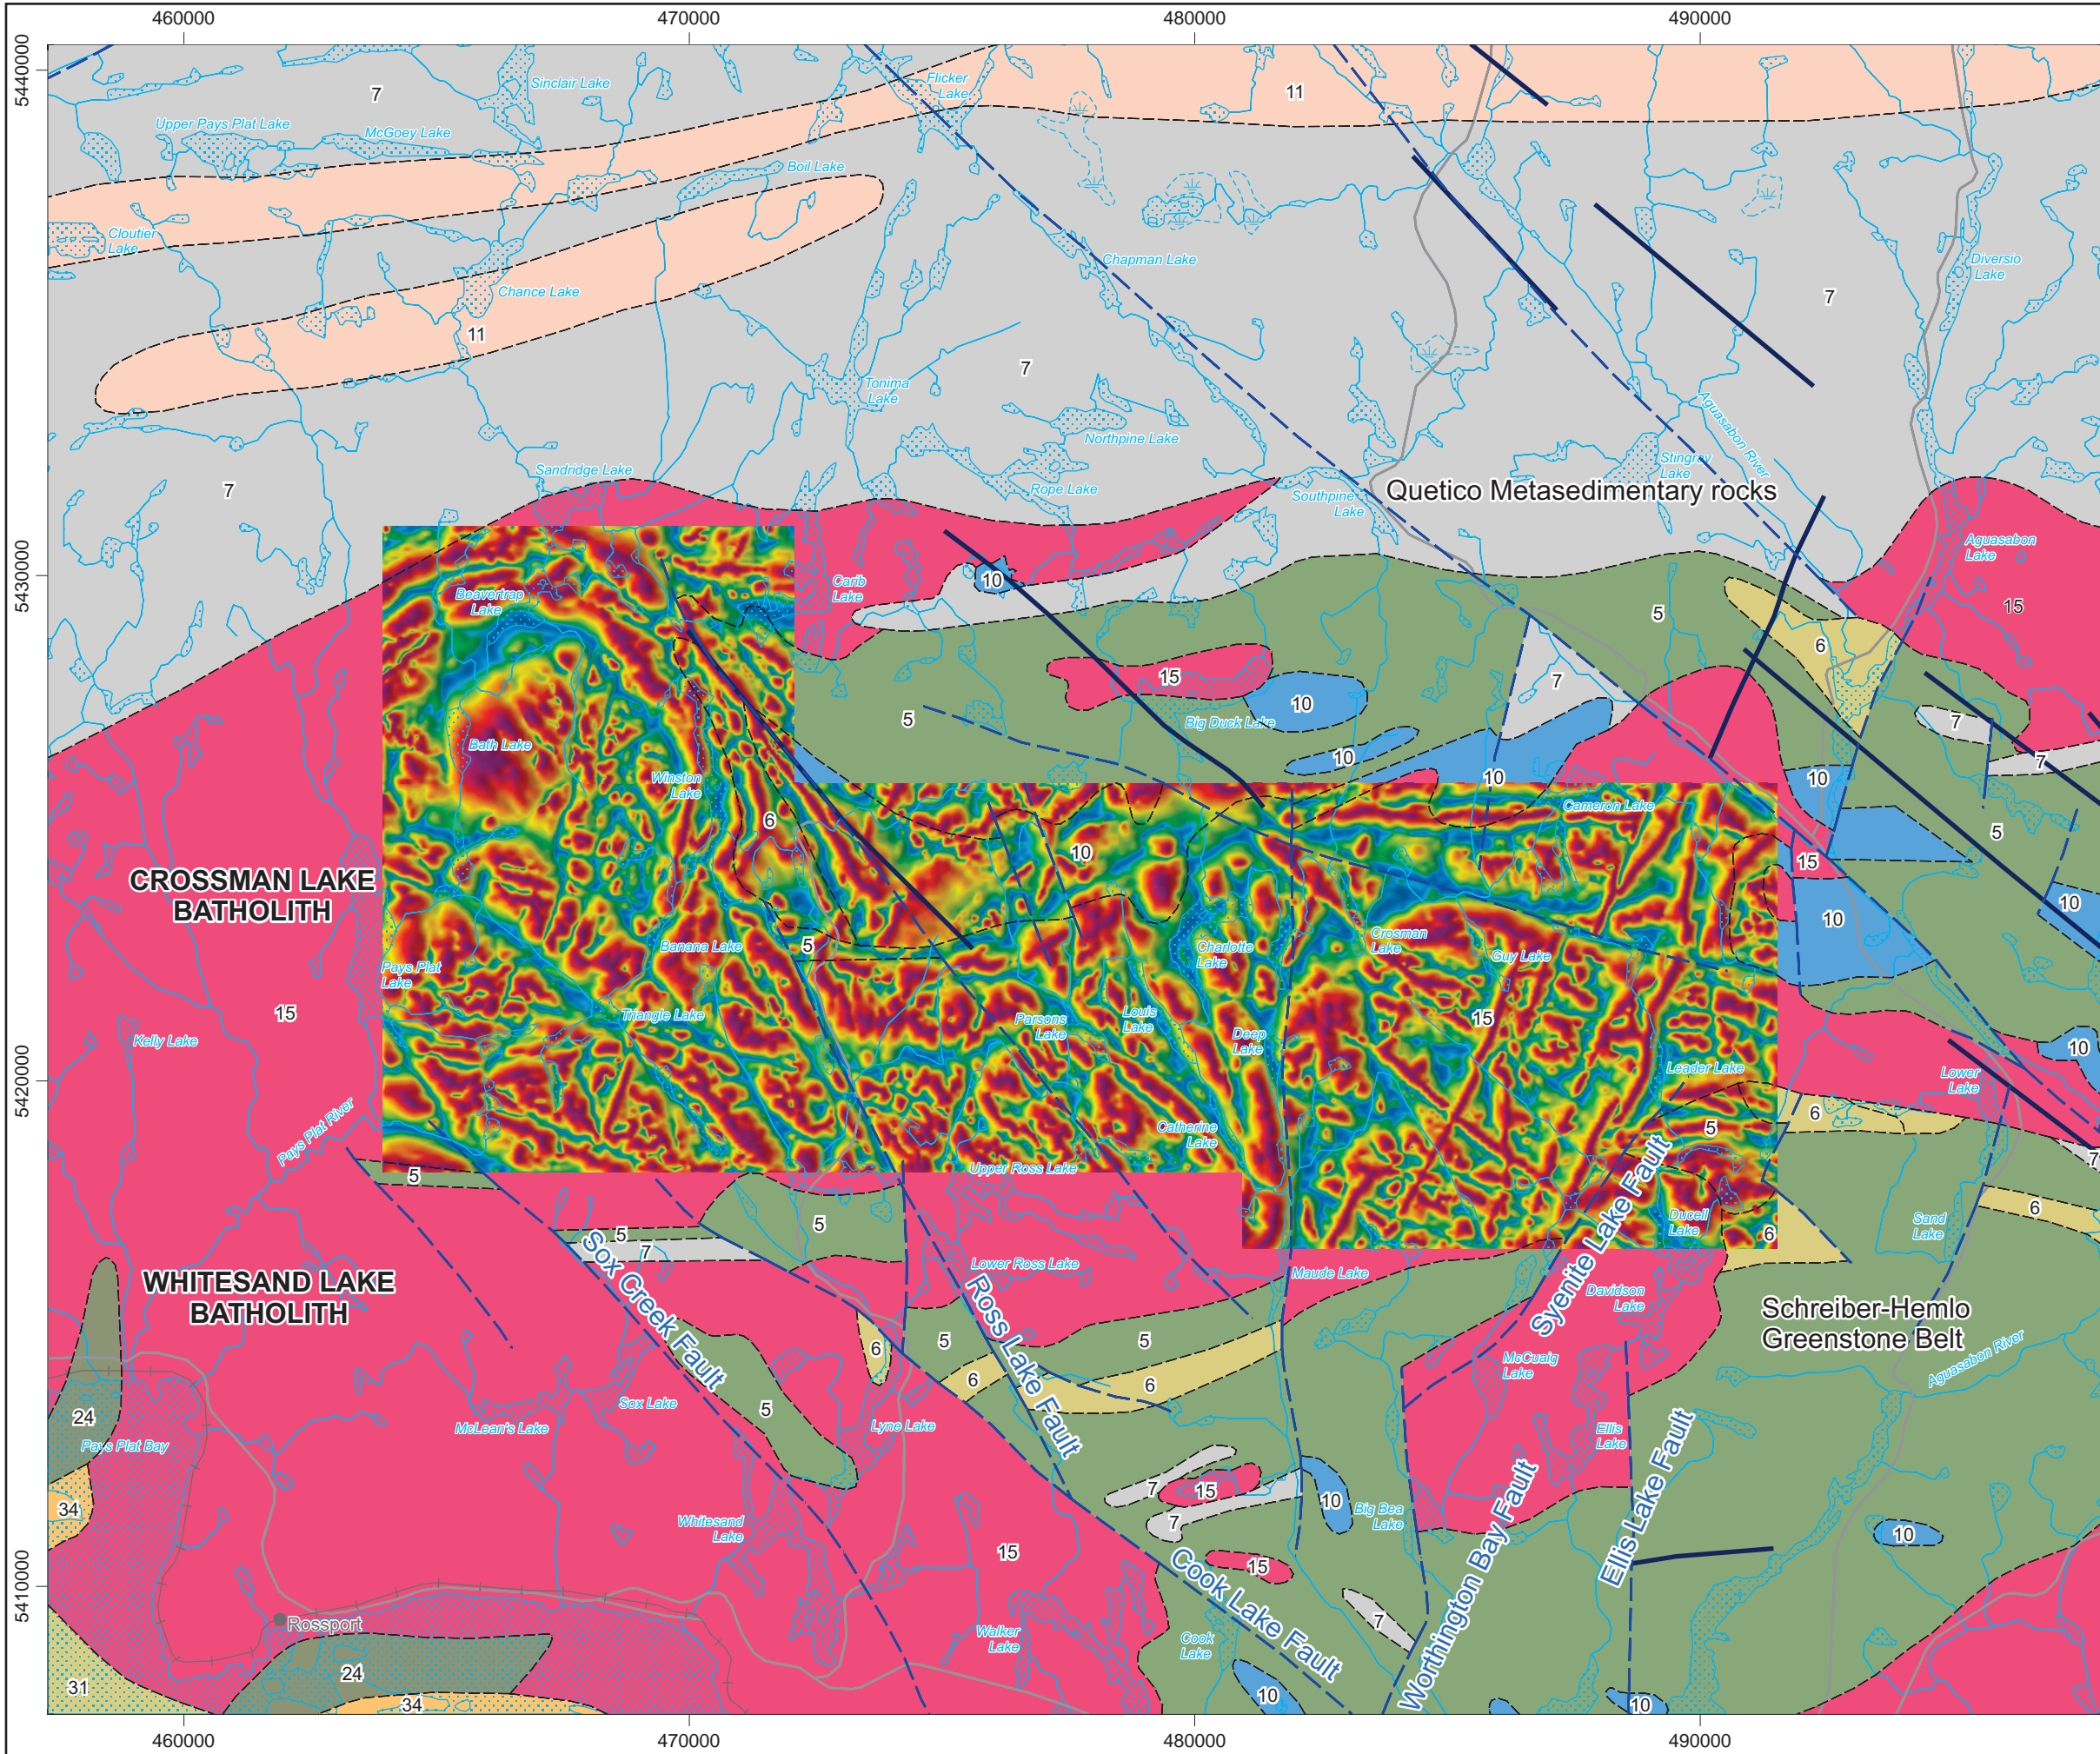 460000
470000
480000
490000
5440000
5430000
5420000
5410000
7
Sinclair Lake
Flicker
Lake
11
Upper Pays Plat Lake
McGoey Lake
Boil Lake
Cloutier
Lake
Chance Lake
Chapman Lake
Diversio
Lake
7
11
7
Tonima
Lake
Northpine Lake
Aguasabon River
Stingray
Lake
Sandridge Lake
7
Rope Lake
Southpine
Lake
Quetico Metasedimentary rocks
Aguasabon
Lake
15
10
Carib
Lake
Beavertrap
Lake
5
6
15
7
10
5
Big Duck Lake
7
Bath Lake
10
7
10
10
Winston
Lake
Cameron Lake
6
5
10
15
CROSSMAN LAKE
BATHOLITH
10
10
Banana Lake
5
Charlotte
Lake
Crosman
Lake
Guy Lake
Pays Plat
Lake
15
Triangle Lake
Parsons
Lake
Louis
Lake
15
Deep
Lake
Kelly Lake
10
Leader Lake
Lower
Lake
6
Pays Plat River
Catherine
Lake
5
7
5
Upper Ross Lake
Syenite Lake Fault
5
5
7
Ducell
Lake
6
Sand
Lake
6
Sox Creek Fault
Lower Ross Lake
Maude Lake
WHITESAND LAKE
BATHOLITH
Davidson
Lake
Schreiber-Hemlo
Greenstone Belt
Ross Lake Fault
6
5
5
McCuaig
Lake
Aguasabon River
6
6
5
Sox Lake
24
McLean's Lake
Lyne Lake
Ellis
Lake
Pays Plat Bay
7
15
10
34
Big Bea
Lake
7
Whitesand
Lake
10
15
15
Cook Lake Fault
Worthington Bay Fault
Ellis Lake Fault
Rossport
7
Walker
Lake
Cook
Lake
24
31
34
10
10
460000
470000
480000
490000